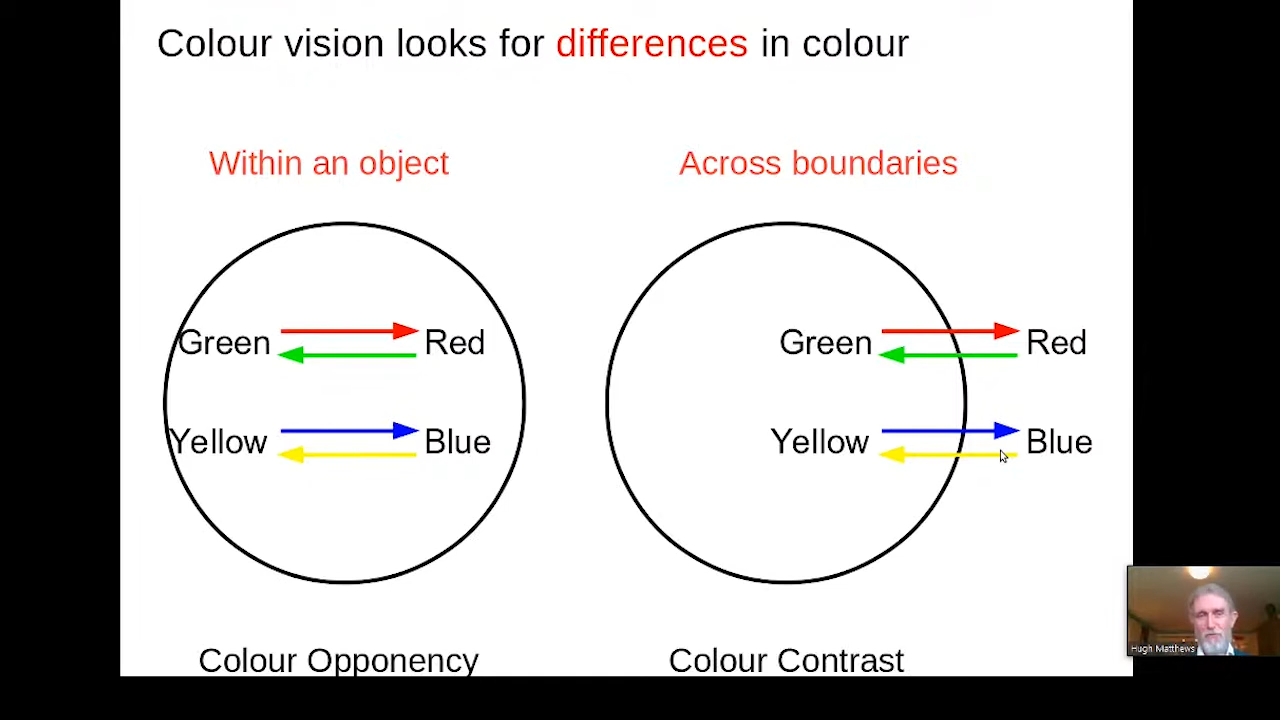 Colour vision looks for differences in colour
Within an object
Across boundaries
Green Red
Yellow Blue
Green Red
Yellow Blue
Colour Opponency
Colour Contrast
Hugh Matthews